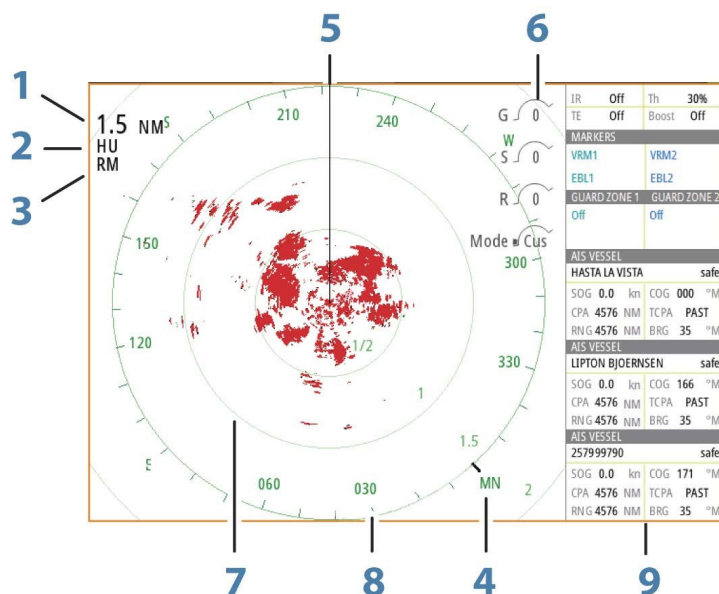 5
6
1
2
3
1.5 NM
HU
RM
S
210
240
G 0
W
S 0
R 0
Mode Cus
150
300
120
330
1/2
1
1.5
E
060
030
MN
2
IR Off Th 30%
TE Off Boost Off
MARKERS
VRM1 VRM2
EBL1 EBL2
GUARD ZONE 1 GUARD ZONE 2
Off Off
AIS VESSEL
HASTA LA VISTA safe
SOG 0.0 kn COG 000 °M
CPA 4576 NM TCPA PAST
RNG 4576 NM BRG 35 °M
AIS VESSEL
LIPTON BJOERNSEN safe
SOG 0.0 kn COG 166 °M
CPA 4576 NM TCPA PAST
RNG 4576 NM BRG 35 °M
AIS VESSEL
257999790 safe
SOG 0.0 kn COG 171 °M
CPA 4576 NM TCPA PAST
RNG 4576 NM BRG 35 °M
7
8
4
9